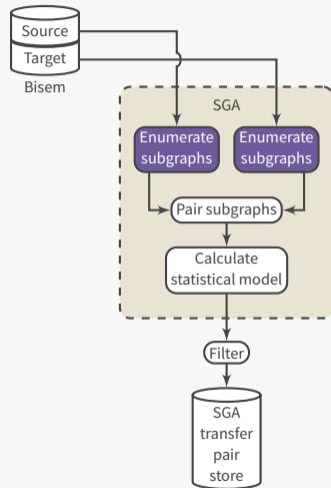 Source
Target
Bisem
SGA
Enumerate
subgraphs
Enumerate
subgraphs
Pair subgraphs
Calculate
statistical model
Filter
SGA
transfer
pair
store